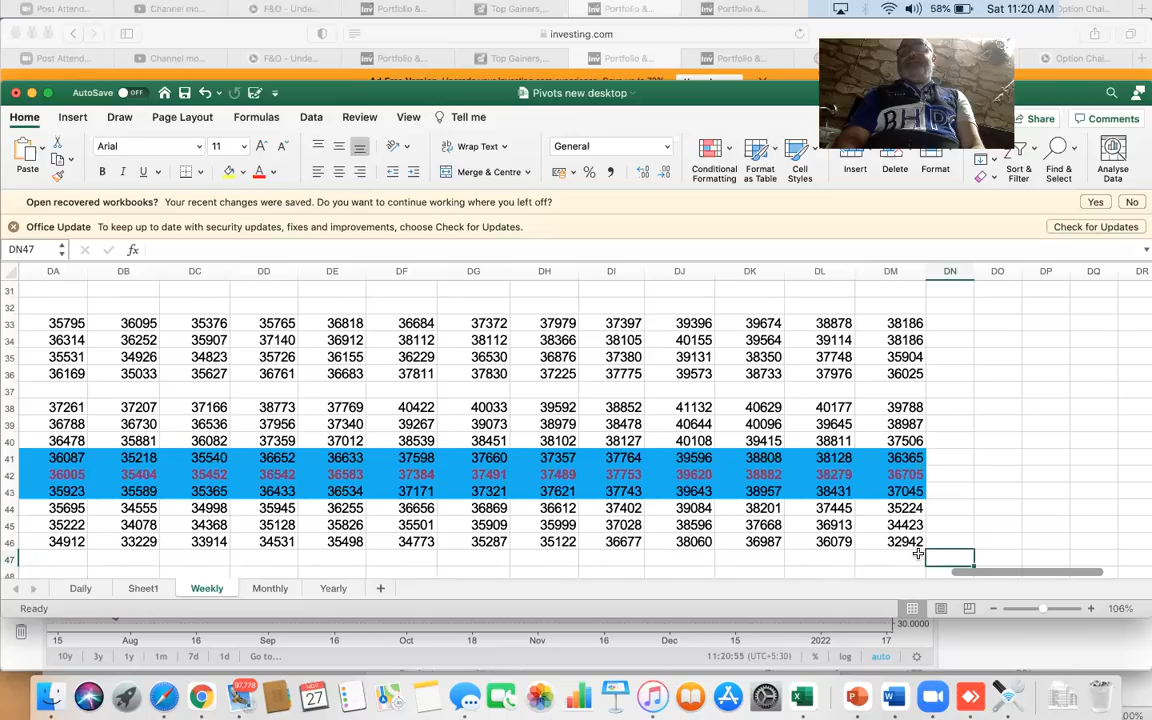 Post Attend... Channel mo... F&O - Unde... Portfolio &... Top Gainers,... Portfolio &... Portfolio &... 58% Sat 11:20 AM Option Chai...
investing.com
Post Attend... Channel mo... F&O - Unde... Inv Portfolio &... Top Gainers,... Inv Portfolio &... Inv Portfolio &... Option Chai...
AutoSave OFF Pivots new desktop
Home Insert Draw Page Layout Formulas Data Review View Tell me Share Comments
Arial 11 Wrap Text General
Paste B I U Merge & Centre % Conditional Formatting Format as Table Cell Styles Insert Delete Format Sort & Filter Find & Select Analyse Data
BHPC
Open recovered workbooks? Your recent changes were saved. Do you want to continue working where you left off? Yes No
Office Update To keep up to date with security updates, fixes and improvements, choose Check for Updates. Check for Updates
DN47 fx
DA DB DC DD DE DF DG DH DI DJ DK DL DM DN DO DP DQ DR
31
32
33 35795 36095 35376 35765 36818 36684 37372 37979 37397 39396 39674 38878 38186
34 36314 36252 35907 37140 36912 38112 38112 38366 38105 40155 39564 39114 38186
35 35531 34926 34823 35726 36155 36229 36530 36876 37380 39131 38350 37748 35904
36 36169 35033 35627 36761 36683 37811 37830 37225 37775 39573 38733 37976 36025
37
38 37261 37207 37166 38773 37769 40422 40033 39592 38852 41132 40629 40177 39788
39 36788 36730 36536 37956 37340 39267 39073 38979 38478 40644 40096 39645 38987
40 36478 35881 36082 37359 37012 38539 38451 38102 38127 40108 39415 38811 37506
41 36087 35218 35540 36652 36633 37598 37660 37357 37764 39596 38808 38128 36365
42 36005 35404 35452 36542 36583 37384 37491 37489 37753 39620 38882 38279 36705
43 35923 35589 35365 36433 36534 37171 37321 37621 37743 39643 38957 38431 37045
44 35695 34555 34998 35945 36255 36656 36869 36612 37402 39084 38201 37445 35224
45 35222 34078 34368 35128 35826 35501 35909 35999 37028 38596 37668 36913 34423
46 34912 33229 33914 34531 35498 34773 35287 35122 36677 38060 36987 36079 32942
47
48
Daily Sheet1 Weekly Monthly Yearly +
Ready 106%
30.0000
15 Aug 16 Sep 16 Oct 18 Nov 15 Dec 15 2022 17
10y 3y 1y 1m 7d 1d Go to... 11:20:55 (UTC+5:30) % log auto
97,778
NOV 27
100%